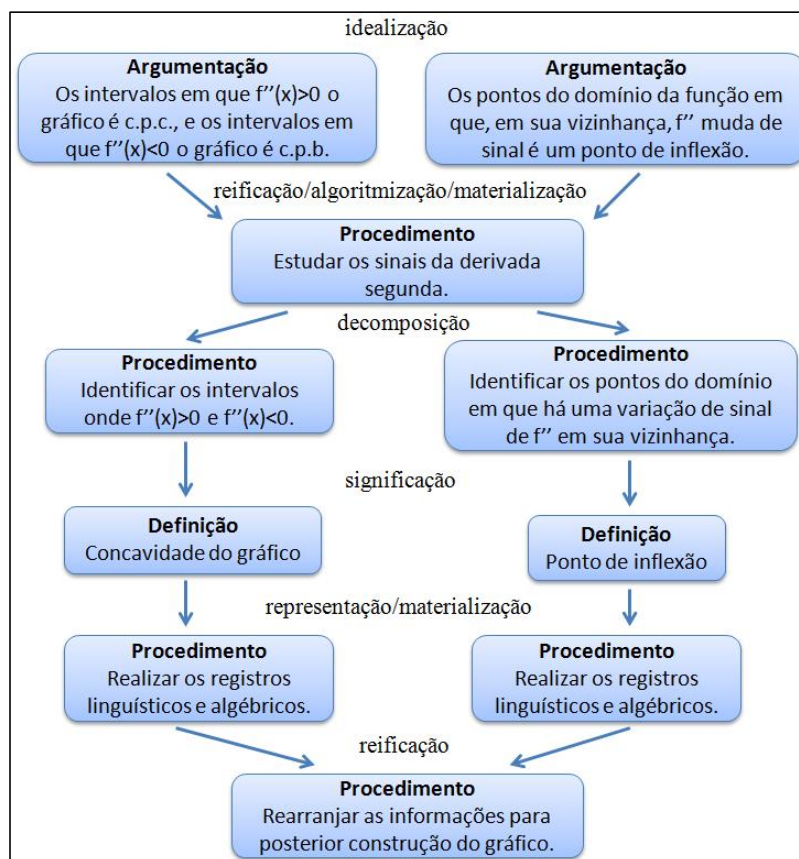 idealização
Argumentação
Os intervalos em que f’’(x)>0 o
gráfico é c.p.c., e os intervalos em
que f’’(x)<0 o gráfico é c.p.b.
Argumentação
Os pontos do domínio da função em
que, em sua vizinhança, f’’ muda de
sinal é um ponto de inflexão.
reificação/algoritmização/materialização
Procedimento
Estudar os sinais da derivada
segunda.
decomposição
Procedimento
Identificar os intervalos
onde f’’(x)>0 e f’’(x)<0.
Procedimento
Identificar os pontos do domínio
em que há uma variação de sinal
de f’’ em sua vizinhança.
significação
Definição
Concavidade do gráfico
Definição
Ponto de inflexão
representação/materialização
Procedimento
Realizar os registros
linguísticos e algébricos.
Procedimento
Realizar os registros
linguísticos e algébricos.
reificação
Procedimento
Rearranjar as informações para
posterior construção do gráfico.